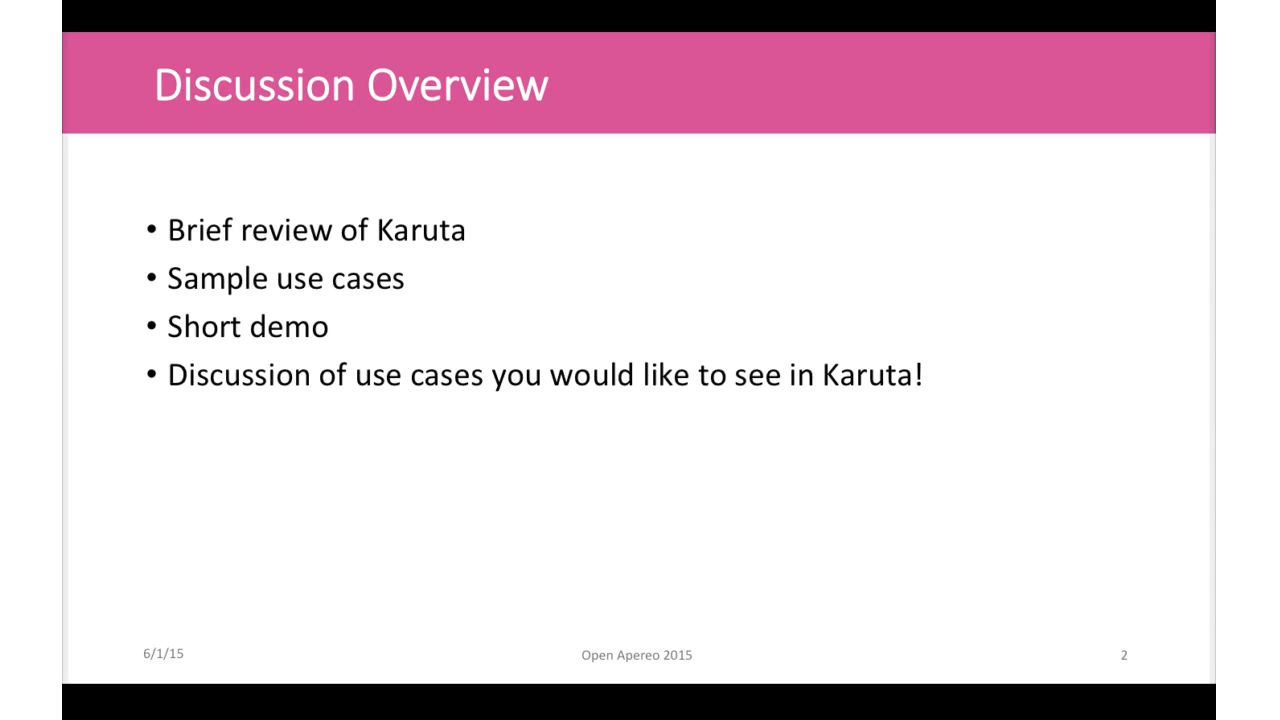 Discussion Overview
• Brief review of Karuta
• Sample use cases
• Short demo
• Discussion of use cases you would like to see in Karuta!
6/1/15
Open Apereo 2015
2